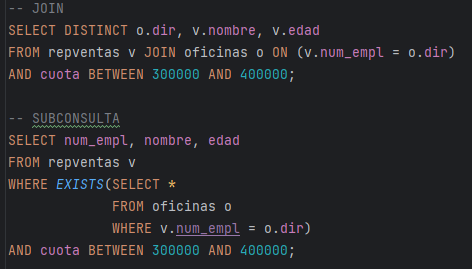 -- JOIN
SELECT DISTINCT o.dir, v.nombre, v.edad
FROM repventas v JOIN oficinas o ON (v.num_empl = o.dir)
AND cuota BETWEEN 300000 AND 400000;

-- SUBCONSULTA
SELECT num_empl, nombre, edad
FROM repventas v
WHERE EXISTS(SELECT *
             FROM oficinas o
             WHERE v.num_empl = o.dir)
AND cuota BETWEEN 300000 AND 400000;